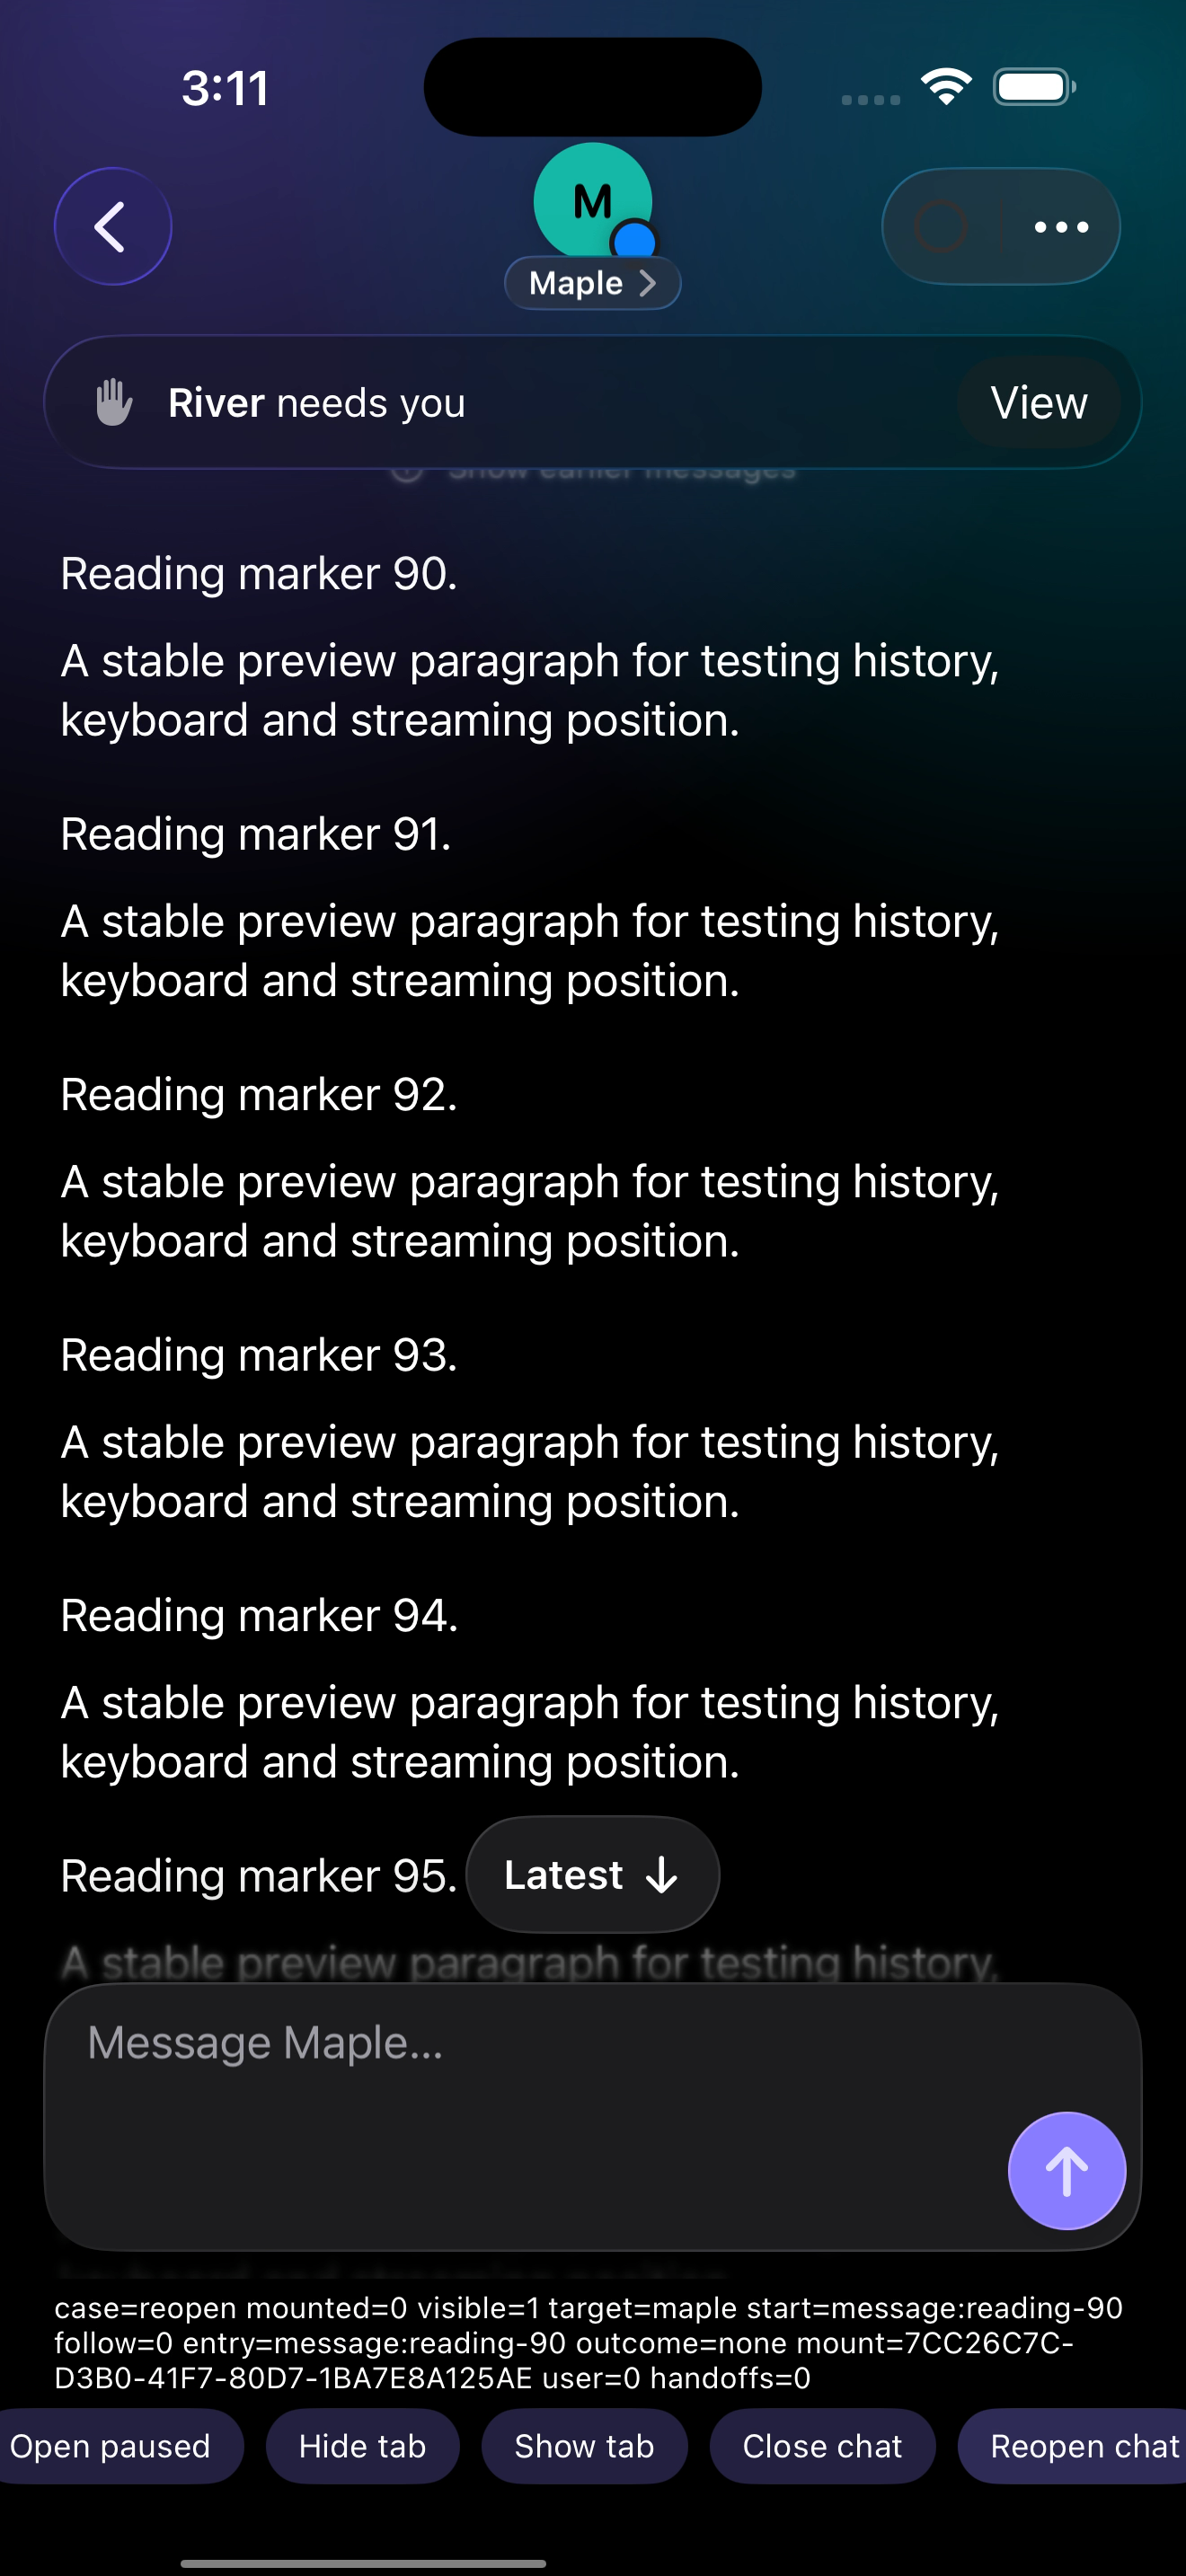 3:11
M
Maple
River needs you
View
Show earlier messages
Reading marker 90.
A stable preview paragraph for testing history,
keyboard and streaming position.
Reading marker 91.
A stable preview paragraph for testing history,
keyboard and streaming position.
Reading marker 92.
A stable preview paragraph for testing history,
keyboard and streaming position.
Reading marker 93.
A stable preview paragraph for testing history,
keyboard and streaming position.
Reading marker 94.
A stable preview paragraph for testing history,
keyboard and streaming position.
Reading marker 95.
Latest
A stable preview paragraph for testing history,
Message Maple...
case=reopen mounted=0 visible=1 target=maple start=message:reading-90
follow=0 entry=message:reading-90 outcome=none mount=7CC26C7C-
D3B0-41F7-80D7-1BA7E8A125AE user=0 handoffs=0
Open paused
Hide tab
Show tab
Close chat
Reopen chat